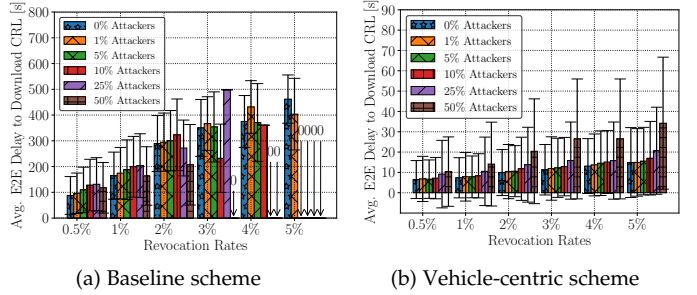 Avg. E2E Delay to Download CRL [s]
800
700
600
500
400
300
200
100
0
0% Attackers
1% Attackers
5% Attackers
10% Attackers
25% Attackers
50% Attackers
0
00
0000
0.5% 1% 2% 3% 4% 5%
Revocation Rates
(a) Baseline scheme
Avg. E2E Delay to Download CRL [s]
90
80
70
60
50
40
30
20
10
0
0% Attackers
1% Attackers
5% Attackers
10% Attackers
25% Attackers
50% Attackers
0.5% 1% 2% 3% 4% 5%
Revocation Rates
(b) Vehicle-centric scheme